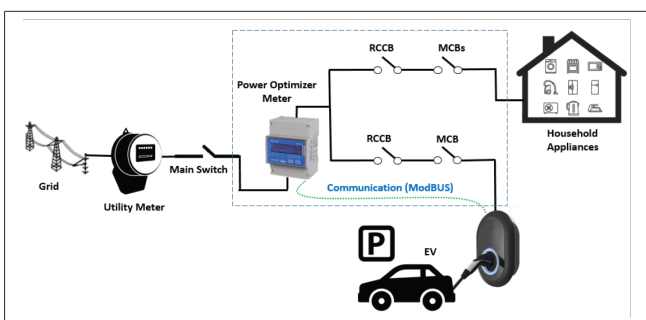 RCCB
MCBs
Power Optimizer
Meter
RCCB
MCB
Household
Appliances
Main Switch
Grid
Communication (ModBUS)
Utility Meter
P
EV